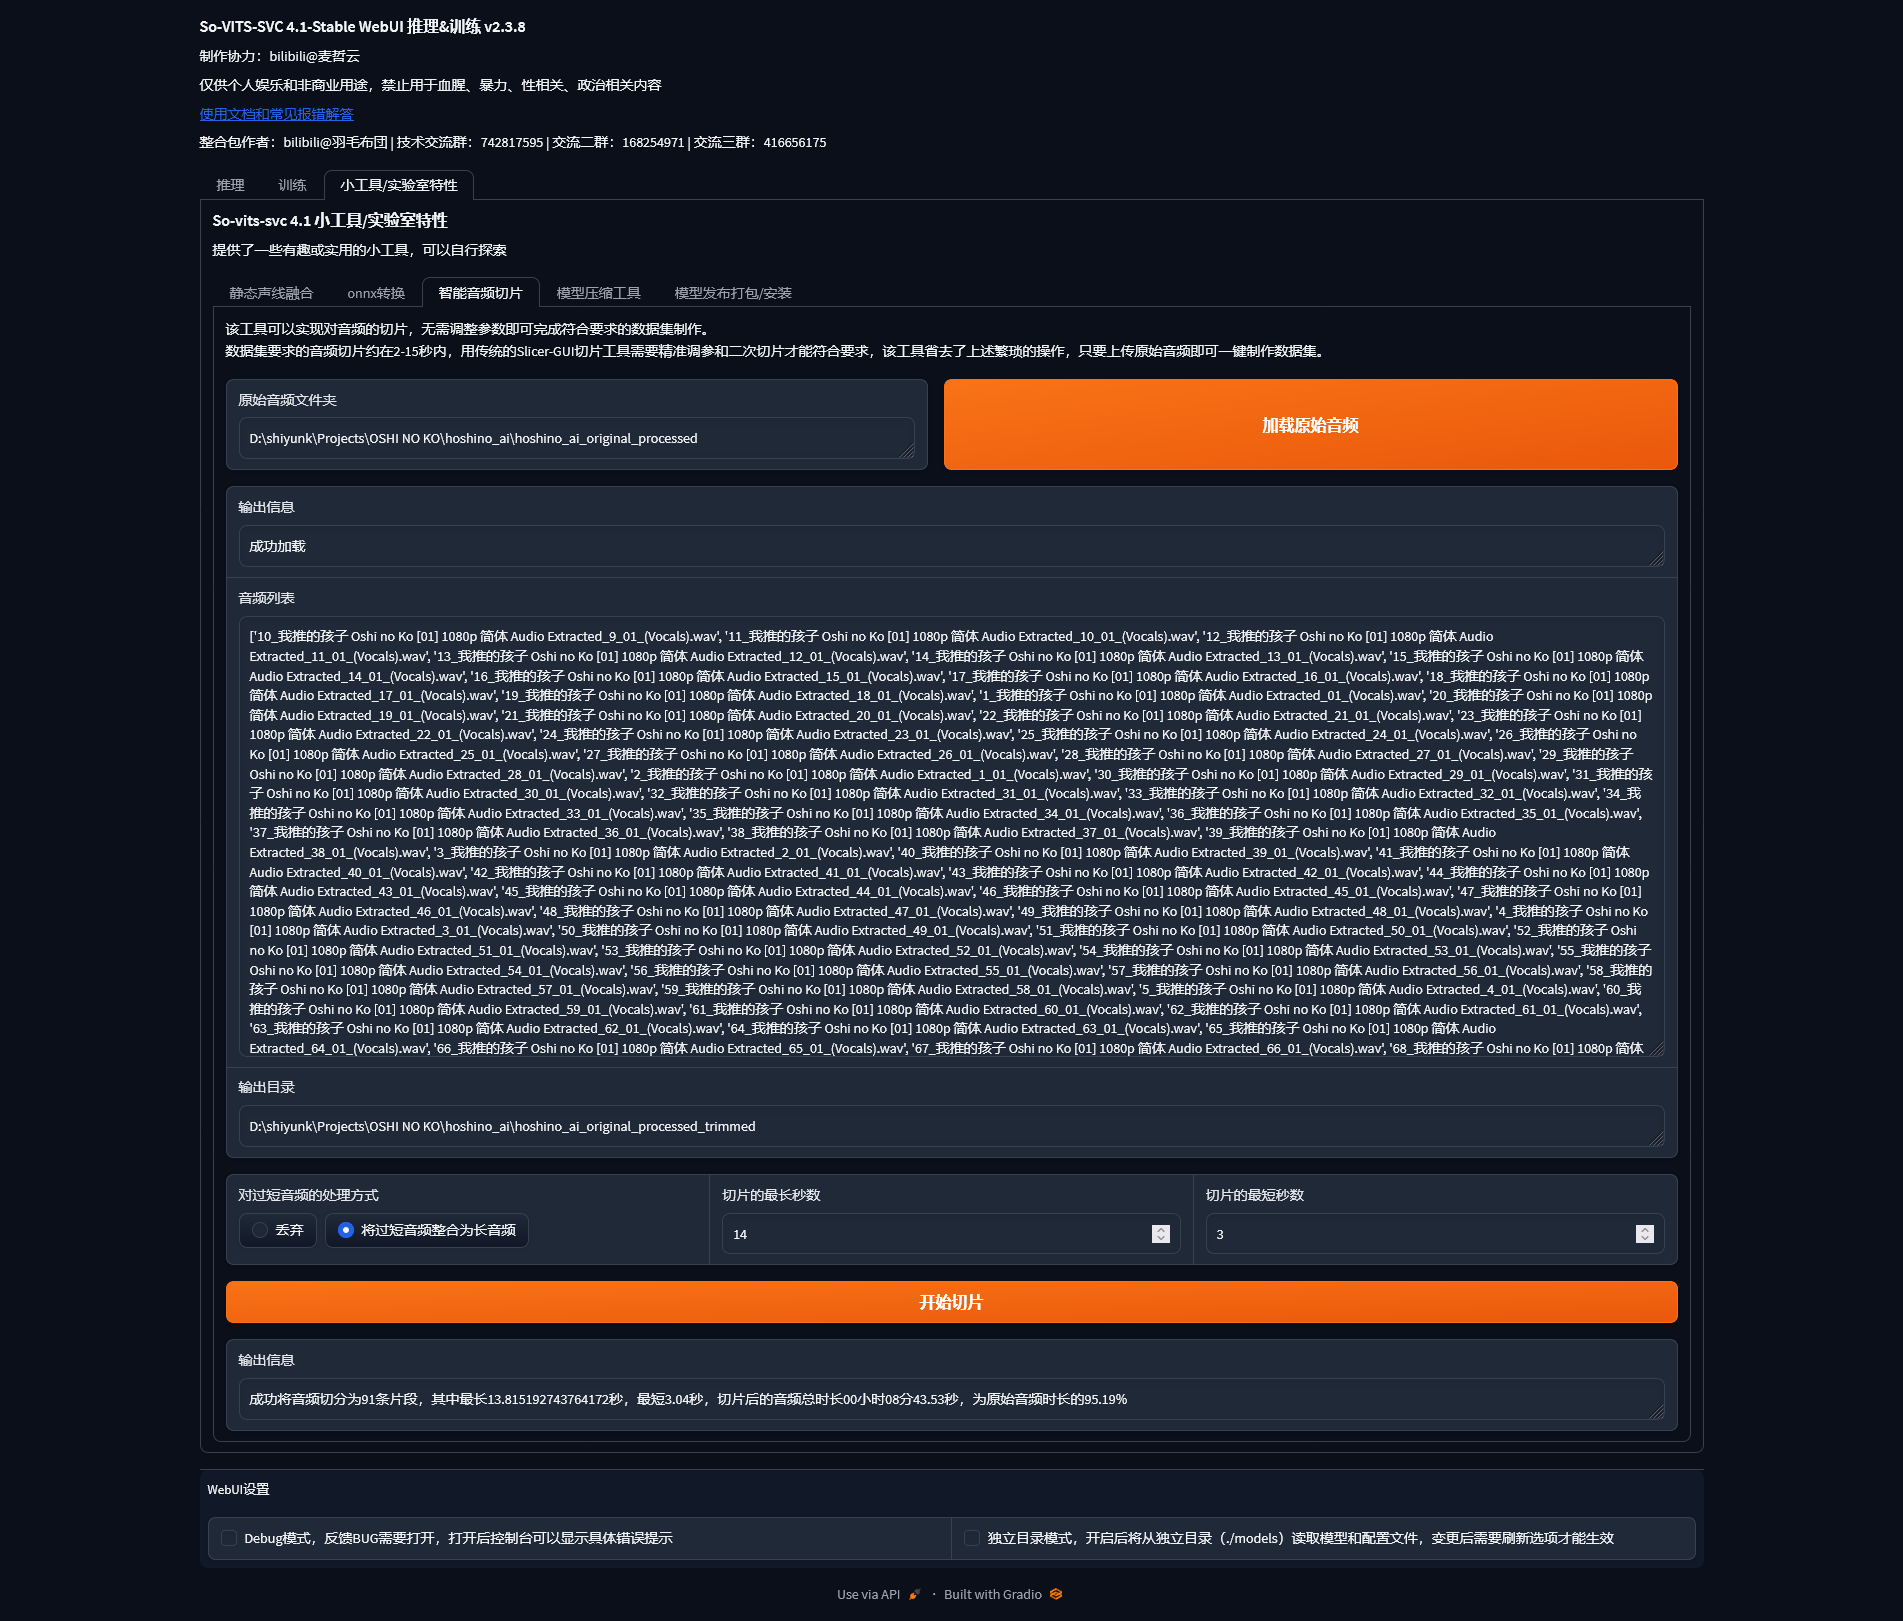 So-VITS-SVC 4.1-Stable WebUI 推理&训练 v2.3.8
制作协力：bilibili@麦哲云
仅供个人娱乐和非商业用途，禁止用于血腥、暴力、性相关、政治相关内容
使用文档和常见报错解答
整合包作者：bilibili@羽毛布団 | 技术交流群：742817595 | 交流二群：168254971 | 交流三群：416656175
推理 训练 小工具/实验室特性
So-vits-svc 4.1 小工具/实验室特性
提供了一些有趣或实用的小工具，可以自行探索
静态声线融合 onnx转换 智能音频切片 模型压缩工具 模型发布打包/安装
该工具可以实现对音频的切片，无需调整参数即可完成符合要求的数据集制作。
数据集要求的音频切片约在2-15秒内，用传统的Slicer-GUI切片工具需要精准调参和二次切片才能符合要求，该工具省去了上述繁琐的操作，只要上传原始音频即可一键制作数据集。
原始音频文件夹
D:\shiyunk\Projects\OSHI NO KO\hoshino_ai\hoshino_ai_original_processed
加载原始音频
输出信息
成功加载
音频列表
['10_我推的孩子 Oshi no Ko [01] 1080p 简体 Audio Extracted_9_01_(Vocals).wav', '11_我推的孩子 Oshi no Ko [01] 1080p 简体 Audio Extracted_10_01_(Vocals).wav', '12_我推的孩子 Oshi no Ko [01] 1080p 简体 Audio
Extracted_11_01_(Vocals).wav', '13_我推的孩子 Oshi no Ko [01] 1080p 简体 Audio Extracted_12_01_(Vocals).wav', '14_我推的孩子 Oshi no Ko [01] 1080p 简体 Audio Extracted_13_01_(Vocals).wav', '15_我推的孩子 Oshi no Ko [01] 1080p 简体
Audio Extracted_14_01_(Vocals).wav', '16_我推的孩子 Oshi no Ko [01] 1080p 简体 Audio Extracted_15_01_(Vocals).wav', '17_我推的孩子 Oshi no Ko [01] 1080p 简体 Audio Extracted_16_01_(Vocals).wav', '18_我推的孩子 Oshi no Ko [01] 1080p
简体 Audio Extracted_17_01_(Vocals).wav', '19_我推的孩子 Oshi no Ko [01] 1080p 简体 Audio Extracted_18_01_(Vocals).wav', '1_我推的孩子 Oshi no Ko [01] 1080p 简体 Audio Extracted_01_(Vocals).wav', '20_我推的孩子 Oshi no Ko [01] 1080p
简体 Audio Extracted_19_01_(Vocals).wav', '21_我推的孩子 Oshi no Ko [01] 1080p 简体 Audio Extracted_20_01_(Vocals).wav', '22_我推的孩子 Oshi no Ko [01] 1080p 简体 Audio Extracted_21_01_(Vocals).wav', '23_我推的孩子 Oshi no Ko [01]
1080p 简体 Audio Extracted_22_01_(Vocals).wav', '24_我推的孩子 Oshi no Ko [01] 1080p 简体 Audio Extracted_23_01_(Vocals).wav', '25_我推的孩子 Oshi no Ko [01] 1080p 简体 Audio Extracted_24_01_(Vocals).wav', '26_我推的孩子 Oshi no
Ko [01] 1080p 简体 Audio Extracted_25_01_(Vocals).wav', '27_我推的孩子 Oshi no Ko [01] 1080p 简体 Audio Extracted_26_01_(Vocals).wav', '28_我推的孩子 Oshi no Ko [01] 1080p 简体 Audio Extracted_27_01_(Vocals).wav', '29_我推的孩子
Oshi no Ko [01] 1080p 简体 Audio Extracted_28_01_(Vocals).wav', '2_我推的孩子 Oshi no Ko [01] 1080p 简体 Audio Extracted_1_01_(Vocals).wav', '30_我推的孩子 Oshi no Ko [01] 1080p 简体 Audio Extracted_29_01_(Vocals).wav', '31_我推的孩
子 Oshi no Ko [01] 1080p 简体 Audio Extracted_30_01_(Vocals).wav', '32_我推的孩子 Oshi no Ko [01] 1080p 简体 Audio Extracted_31_01_(Vocals).wav', '33_我推的孩子 Oshi no Ko [01] 1080p 简体 Audio Extracted_32_01_(Vocals).wav', '34_我
推的孩子 Oshi no Ko [01] 1080p 简体 Audio Extracted_33_01_(Vocals).wav', '35_我推的孩子 Oshi no Ko [01] 1080p 简体 Audio Extracted_34_01_(Vocals).wav', '36_我推的孩子 Oshi no Ko [01] 1080p 简体 Audio Extracted_35_01_(Vocals).wav',
'37_我推的孩子 Oshi no Ko [01] 1080p 简体 Audio Extracted_36_01_(Vocals).wav', '38_我推的孩子 Oshi no Ko [01] 1080p 简体 Audio Extracted_37_01_(Vocals).wav', '39_我推的孩子 Oshi no Ko [01] 1080p 简体 Audio
Extracted_38_01_(Vocals).wav', '3_我推的孩子 Oshi no Ko [01] 1080p 简体 Audio Extracted_2_01_(Vocals).wav', '40_我推的孩子 Oshi no Ko [01] 1080p 简体 Audio Extracted_39_01_(Vocals).wav', '41_我推的孩子 Oshi no Ko [01] 1080p 简体
Audio Extracted_40_01_(Vocals).wav', '42_我推的孩子 Oshi no Ko [01] 1080p 简体 Audio Extracted_41_01_(Vocals).wav', '43_我推的孩子 Oshi no Ko [01] 1080p 简体 Audio Extracted_42_01_(Vocals).wav', '44_我推的孩子 Oshi no Ko [01] 1080p
简体 Audio Extracted_43_01_(Vocals).wav', '45_我推的孩子 Oshi no Ko [01] 1080p 简体 Audio Extracted_44_01_(Vocals).wav', '46_我推的孩子 Oshi no Ko [01] 1080p 简体 Audio Extracted_45_01_(Vocals).wav', '47_我推的孩子 Oshi no Ko [01]
1080p 简体 Audio Extracted_46_01_(Vocals).wav', '48_我推的孩子 Oshi no Ko [01] 1080p 简体 Audio Extracted_47_01_(Vocals).wav', '49_我推的孩子 Oshi no Ko [01] 1080p 简体 Audio Extracted_48_01_(Vocals).wav', '4_我推的孩子 Oshi no Ko
[01] 1080p 简体 Audio Extracted_3_01_(Vocals).wav', '50_我推的孩子 Oshi no Ko [01] 1080p 简体 Audio Extracted_49_01_(Vocals).wav', '51_我推的孩子 Oshi no Ko [01] 1080p 简体 Audio Extracted_50_01_(Vocals).wav', '52_我推的孩子 Oshi
no Ko [01] 1080p 简体 Audio Extracted_51_01_(Vocals).wav', '53_我推的孩子 Oshi no Ko [01] 1080p 简体 Audio Extracted_52_01_(Vocals).wav', '54_我推的孩子 Oshi no Ko [01] 1080p 简体 Audio Extracted_53_01_(Vocals).wav', '55_我推的孩子
Oshi no Ko [01] 1080p 简体 Audio Extracted_54_01_(Vocals).wav', '56_我推的孩子 Oshi no Ko [01] 1080p 简体 Audio Extracted_55_01_(Vocals).wav', '57_我推的孩子 Oshi no Ko [01] 1080p 简体 Audio Extracted_56_01_(Vocals).wav', '58_我推的
孩子 Oshi no Ko [01] 1080p 简体 Audio Extracted_57_01_(Vocals).wav', '59_我推的孩子 Oshi no Ko [01] 1080p 简体 Audio Extracted_58_01_(Vocals).wav', '5_我推的孩子 Oshi no Ko [01] 1080p 简体 Audio Extracted_4_01_(Vocals).wav', '60_我
推的孩子 Oshi no Ko [01] 1080p 简体 Audio Extracted_59_01_(Vocals).wav', '61_我推的孩子 Oshi no Ko [01] 1080p 简体 Audio Extracted_60_01_(Vocals).wav', '62_我推的孩子 Oshi no Ko [01] 1080p 简体 Audio Extracted_61_01_(Vocals).wav',
'63_我推的孩子 Oshi no Ko [01] 1080p 简体 Audio Extracted_62_01_(Vocals).wav', '64_我推的孩子 Oshi no Ko [01] 1080p 简体 Audio Extracted_63_01_(Vocals).wav', '65_我推的孩子 Oshi no Ko [01] 1080p 简体 Audio
Extracted_64_01_(Vocals).wav', '66_我推的孩子 Oshi no Ko [01] 1080p 简体 Audio Extracted_65_01_(Vocals).wav', '67_我推的孩子 Oshi no Ko [01] 1080p 简体 Audio Extracted_66_01_(Vocals).wav', '68_我推的孩子 Oshi no Ko [01] 1080p 简体
输出目录
D:\shiyunk\Projects\OSHI NO KO\hoshino_ai\hoshino_ai_original_processed_trimmed
对过短音频的处理方式 切片的最长秒数 切片的最短秒数
丢弃 将过短音频整合为长音频 14 3
开始切片
输出信息
成功将音频切分为91条片段，其中最长13.815192743764172秒，最短3.04秒，切片后的音频总时长00小时08分43.53秒，为原始音频时长的95.19%
WebUI设置
Debug模式，反馈BUG需要打开，打开后控制台可以显示具体错误提示 独立目录模式，开启后将从独立目录（./models）读取模型和配置文件，变更后需要刷新选项才能生效
Use via API · Built with Gradio